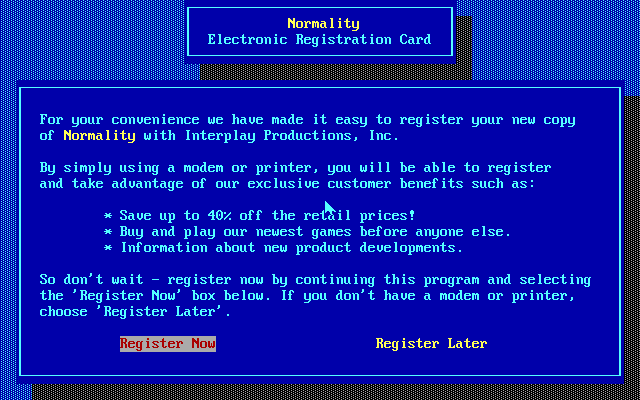 Normality
Electronic Registration Card
For your convenience we have made it easy to register your new copy
of Normality with Interplay Productions, Inc.
By simply using a modem or printer, you will be able to register
and take advantage of our exclusive customer benefits such as:
* Save up to 40% off the retail prices!
* Buy and play our newest games before anyone else.
* Information about new product developments.
So don't wait - register now by continuing this program and selecting
the 'Register Now' box below. If you don't have a modem or printer,
choose 'Register Later'.
Register Now Register Later